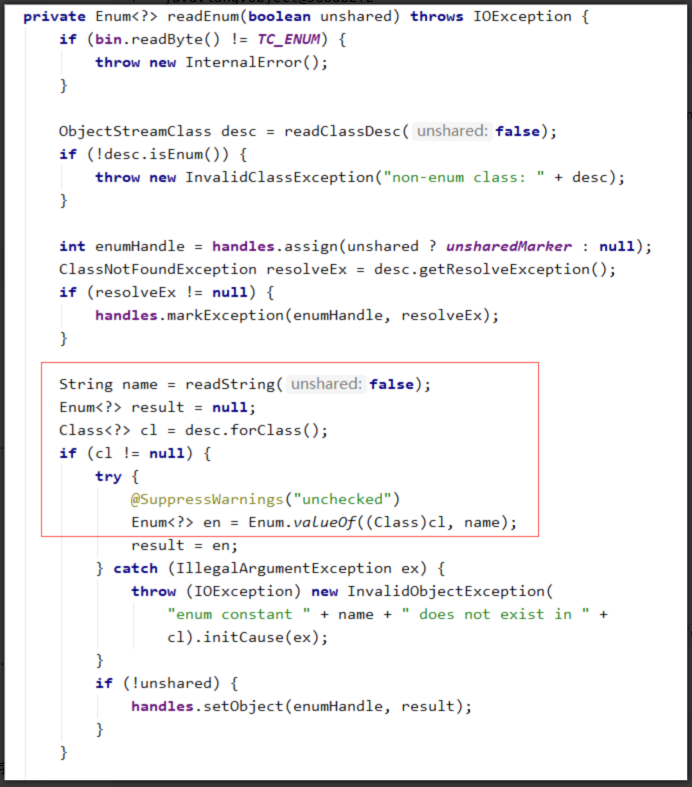 private Enum<?> readEnum(boolean unshared) throws IOException {
    if (bin.readByte() != TC_ENUM) {
        throw new InternalError();
    }

    ObjectStreamClass desc = readClassDesc( unshared: false);
    if (!desc.isEnum()) {
        throw new InvalidClassException("non-enum class: " + desc);
    }

    int enumHandle = handles.assign(unshared ? unsharedMarker : null);
    ClassNotFoundException resolveEx = desc.getResolveException();
    if (resolveEx != null) {
        handles.markException(enumHandle, resolveEx);
    }

    String name = readString( unshared: false);
    Enum<?> result = null;
    Class<?> cl = desc.forClass();
    if (cl != null) {
        try {
            @SuppressWarnings("unchecked")
            Enum<?> en = Enum.valueOf((Class)cl, name);
            result = en;
        } catch (IllegalArgumentException ex) {
            throw (IOException) new InvalidObjectException(
                "enum constant " + name + " does not exist in " +
                cl).initCause(ex);
        }
        if (!unshared) {
            handles.setObject(enumHandle, result);
        }
    }